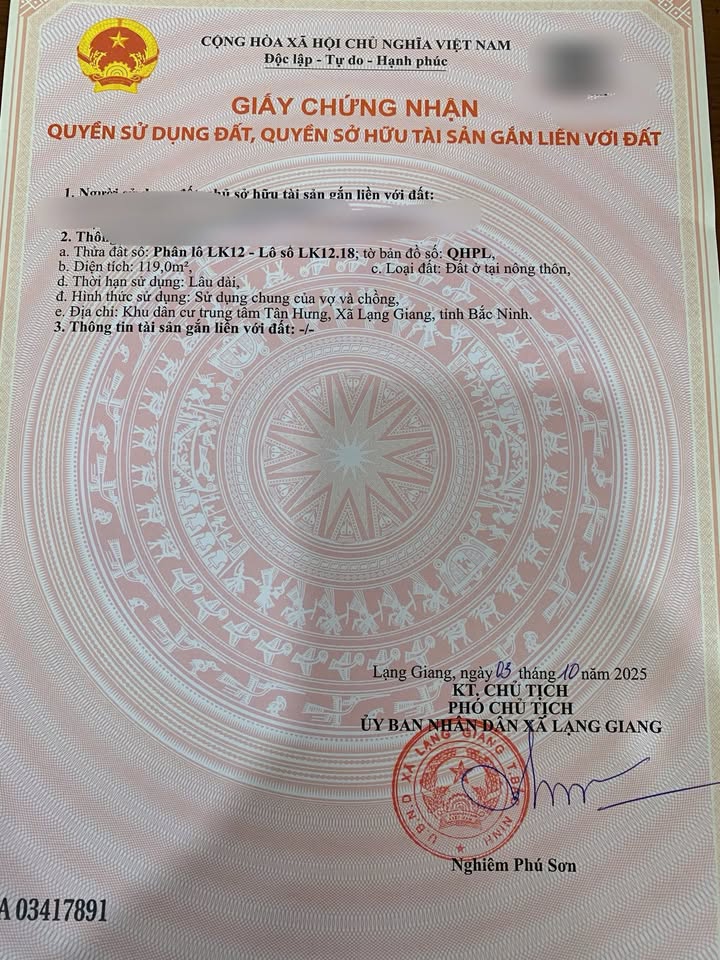 CỘNG HÒA XÃ HỘI CHỦ NGHĨA VIỆT NAM
Độc lập - Tự do - Hạnh phúc
GIẤY CHỨNG NHẬN
QUYỀN SỬ DỤNG ĐẤT, QUYỀN SỞ HỮU TÀI SẢN GẮN LIỀN VỚI ĐẤT
1. Người sở hữu tài sản gắn liền với đất:
2.
a. Thửa đất số: Phân lô LK12 - Lô số LK12.18; tờ bản đồ số: QHPL,
b. Diện tích: 119,0m², c. Loại đất: Đất ở tại nông thôn,
d. Thời hạn sử dụng: Lâu dài,
đ. Hình thức sử dụng: Sử dụng chung của vợ và chồng,
e. Địa chỉ: Khu dân cư trung tâm Tân Hưng, Xã Lạng Giang, tỉnh Bắc Ninh.
3. Thông tin tài sản gắn liền với đất: -/-
Lạng Giang, ngày 03 tháng 10 năm 2025
KT. CHỦ TỊCH
PHÓ CHỦ TỊCH
ỦY BAN NHÂN DÂN XÃ LẠNG GIANG
U.B.N.D XÃ LẠNG GIANG T.BẮC NINH
Nghiêm Phú Sơn
A 03417891